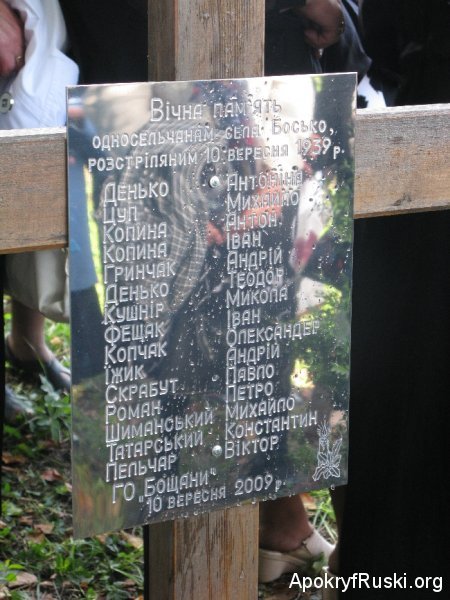 Вічна пам'ять
односельчанам села Босько,
розстріляним 10 вересня 1939 р.
Денько Антоніна
Цуп Михайло
Копина Антон
Копина Іван
Гринчак Андрій
Денько Теодон
Кушнір Микола
Фещак Іван
Копчак Олександер
Їжик Андрій
Скрабут Павло
Роман Петро
Шиманський Михайло
Татарський Константин
Пельчар Віктор
ГО "Бощани"
10 вересня 2009 р.
ApokryfRuski.org